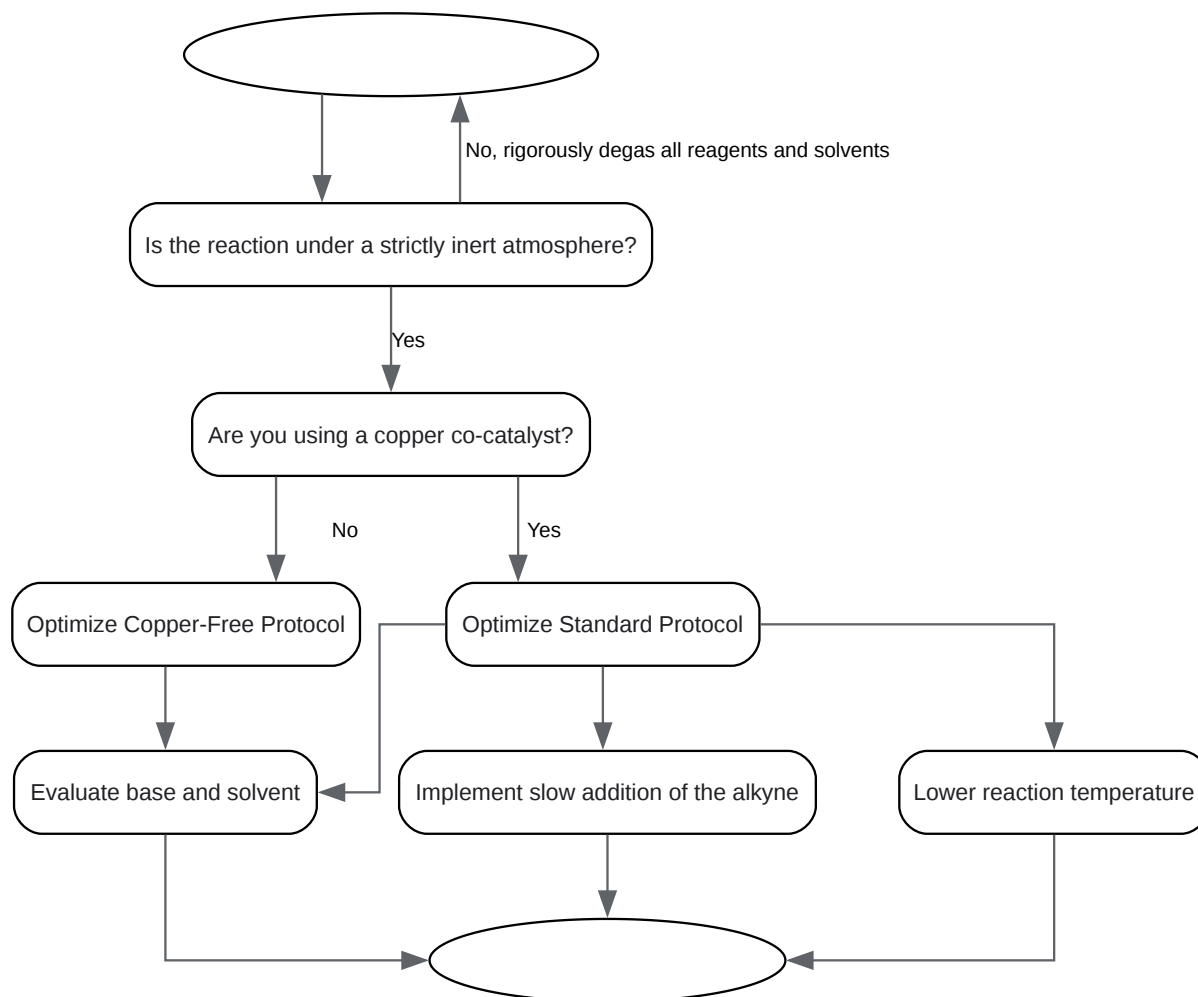 No, rigorously degas all reagents and solvents
Is the reaction under a strictly inert atmosphere?
Yes
Are you using a copper co-catalyst?
No
Yes
Optimize Copper-Free Protocol
Optimize Standard Protocol
Evaluate base and solvent
Implement slow addition of the alkyne
Lower reaction temperature